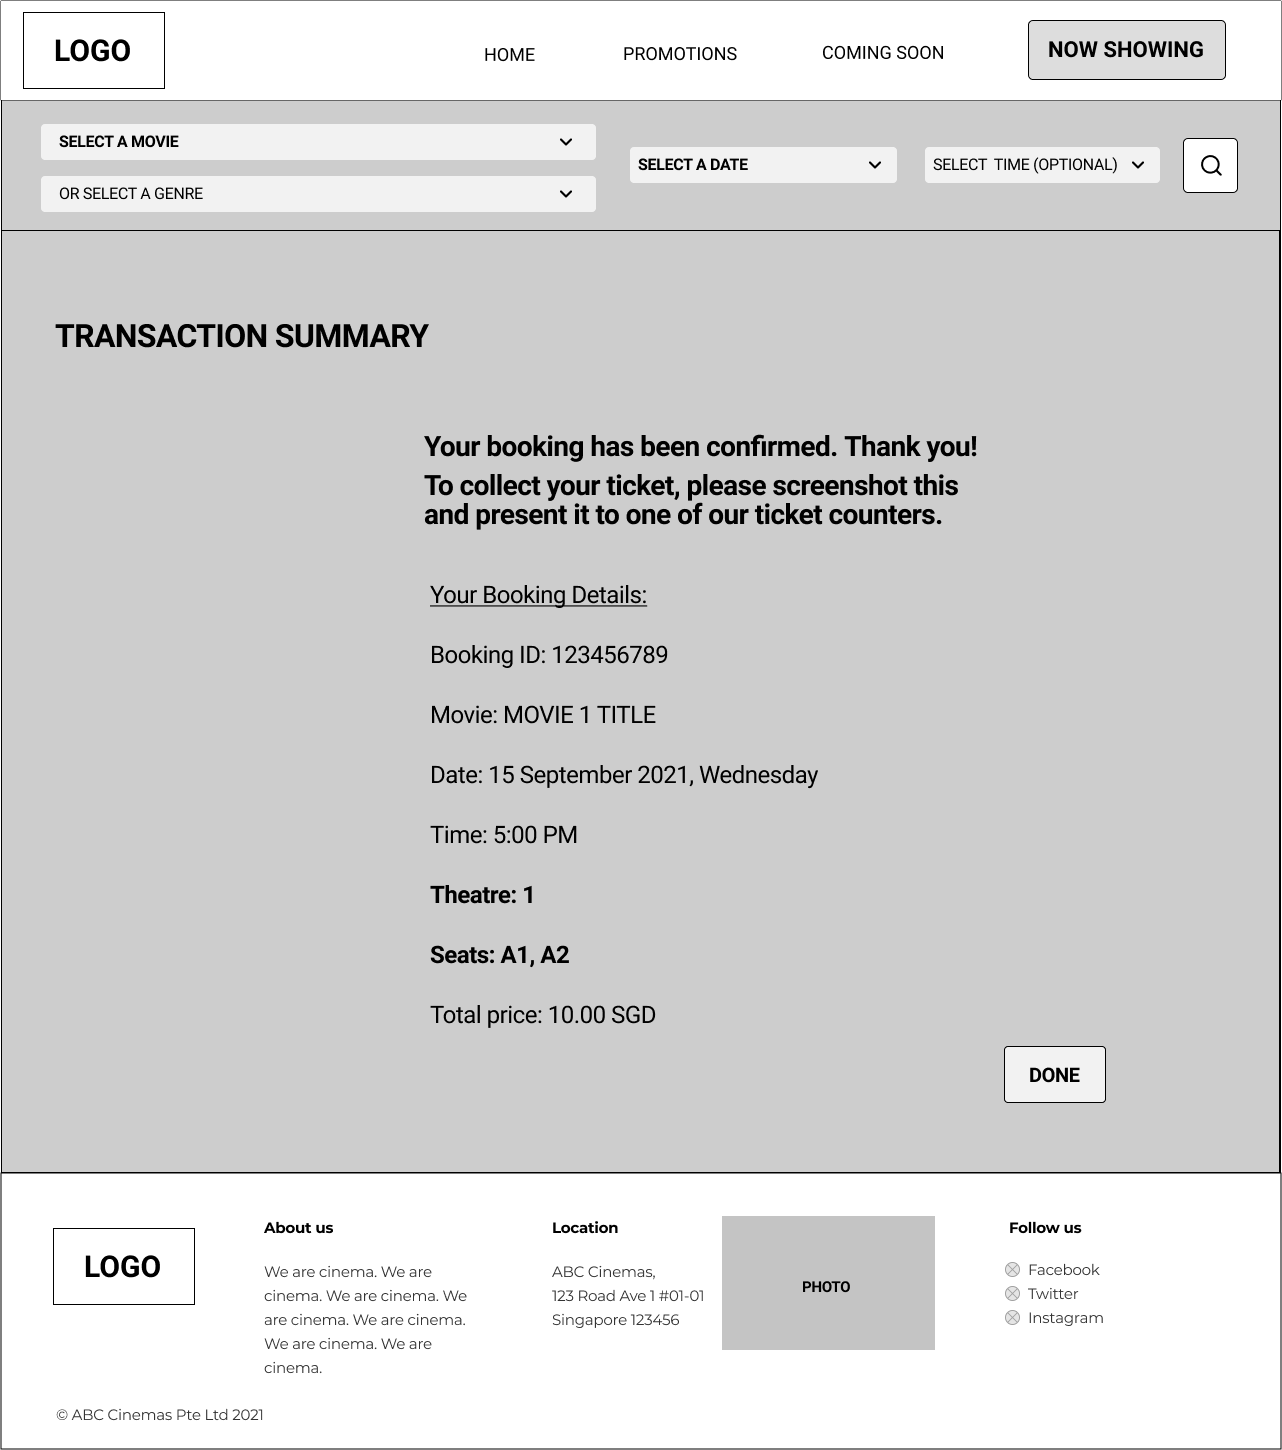 LOGO
HOME
PROMOTIONS
COMING SOON
NOW SHOWING
SELECT A MOVIE
OR SELECT A GENRE
SELECT A DATE
SELECT TIME (OPTIONAL)
TRANSACTION SUMMARY
Your booking has been confirmed. Thank you!
To collect your ticket, please screenshot this
and present it to one of our ticket counters.
Your Booking Details:
Booking ID: 123456789
Movie: MOVIE 1 TITLE
Date: 15 September 2021, Wednesday
Time: 5:00 PM
Theatre: 1
Seats: A1, A2
Total price: 10.00 SGD
DONE
LOGO
About us
We are cinema. We are
cinema. We are cinema. We
are cinema. We are cinema.
We are cinema. We are
cinema.
Location
ABC Cinemas,
123 Road Ave 1 #01-01
Singapore 123456
PHOTO
Follow us
Facebook
Twitter
Instagram
© ABC Cinemas Pte Ltd 2021